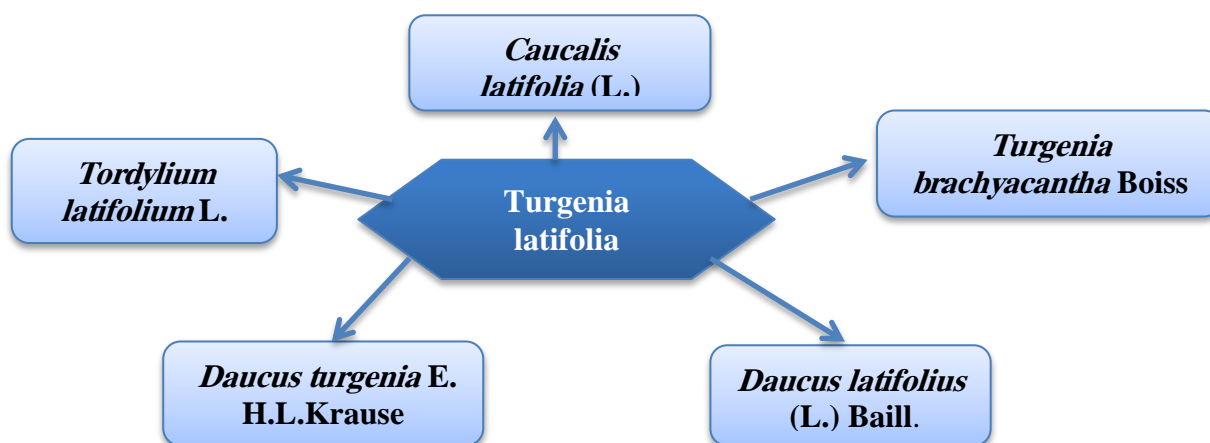 Caucalis
latifolia (L.)
Tordylium
latifolium L.
Turgenia
latifolia
Turgenia
brachyacantha Boiss
Daucus turgenia E.
H.L.Krause
Daucus latifolius
(L.) Baill.